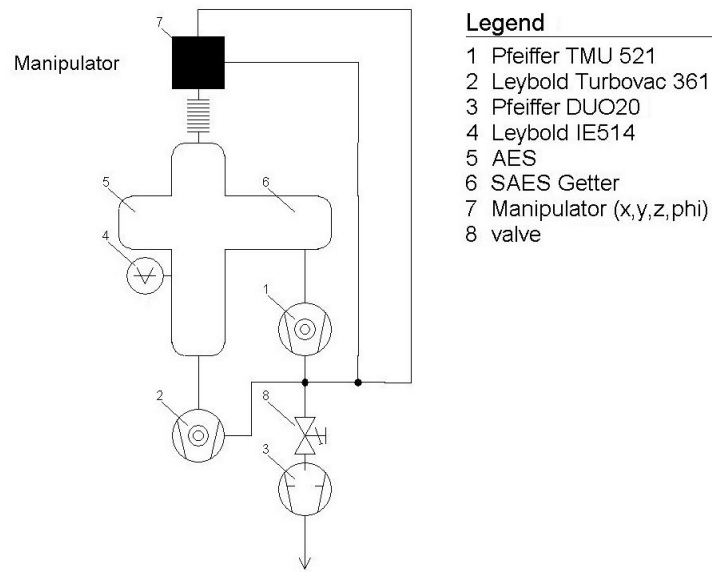 7
Manipulator
5
6
4
1
2
8
3
Legend
1 Pfeiffer TMU 521
2 Leybold Turbovac 361
3 Pfeiffer DUO20
4 Leybold IE514
5 AES
6 SAES Getter
7 Manipulator (x,y,z,phi)
8 valve